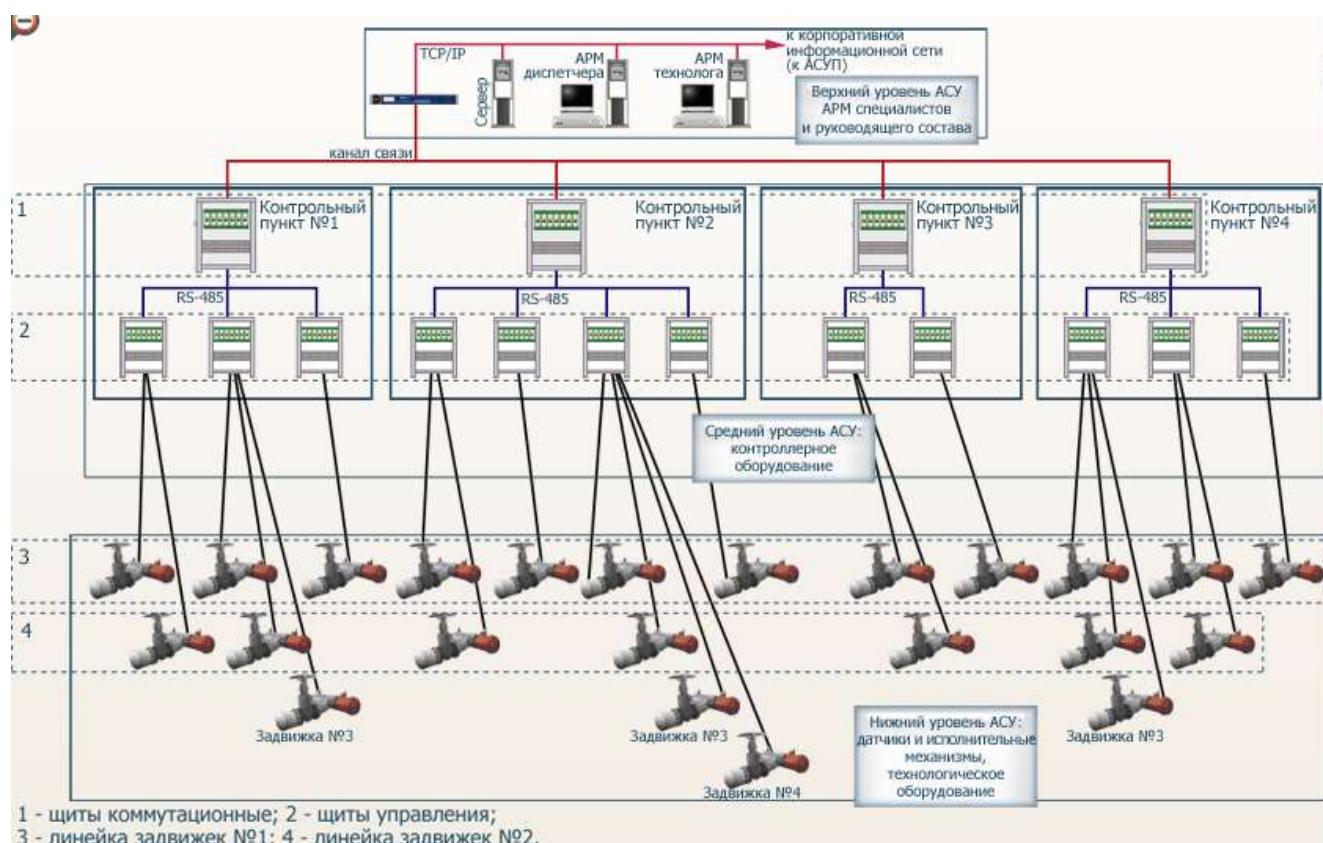 к корпоративной
информационной сети
(к АСУП)
TCP/IP
АРМ
диспетчера
АРМ
технолога
Сервер
Верхний уровень АСУ
АРМ специалистов
и руководящего состава
канал связи
1
Контрольный
пункт №1
Контрольный
пункт №2
Контрольный
пункт №3
Контрольный
пункт №4
RS-485
RS-485
RS-485
RS-485
2
Средний уровень АСУ:
контроллерное
оборудование
3
4
Задвижка №3
Задвижка №3
Задвижка №3
Задвижка №4
Нижний уровень АСУ:
датчики и исполнительные
механизмы,
технологическое
оборудование
1 - щиты коммутационные; 2 - щиты управления;
3 - линейка задвижек №1; 4 - линейка задвижек №2.